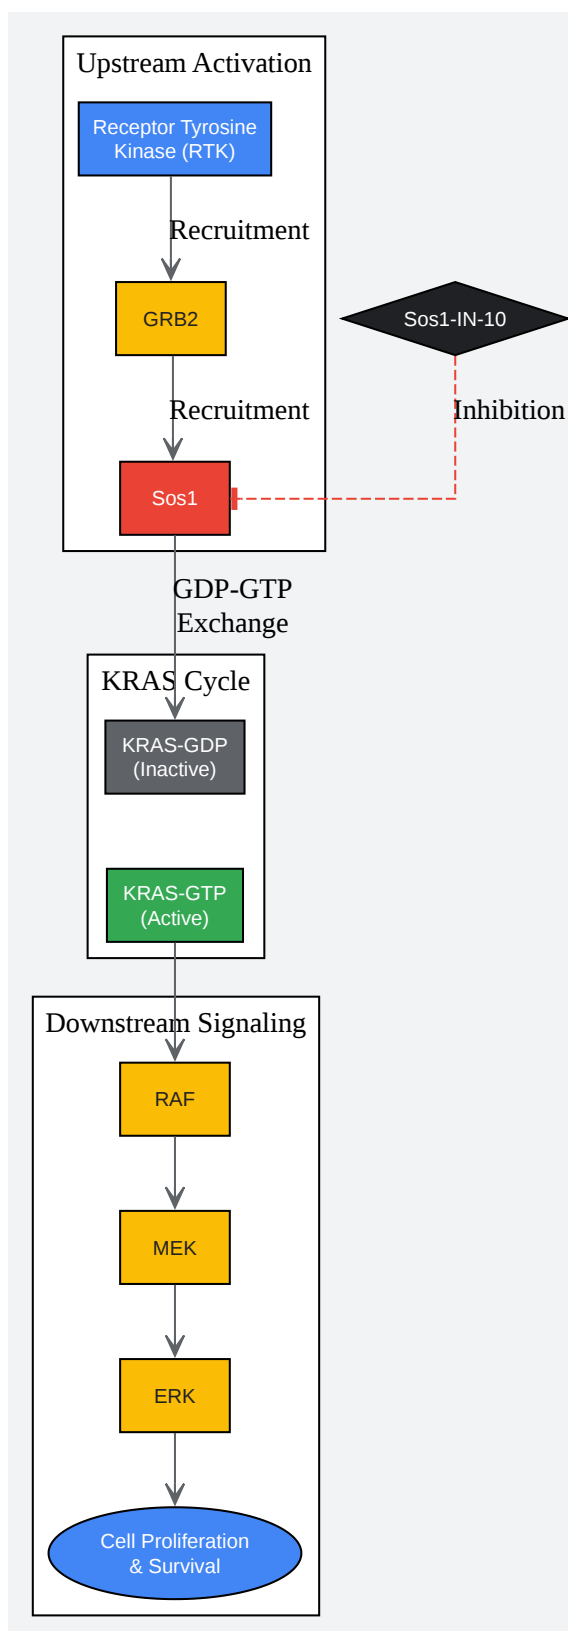 Upstream Activation
Receptor Tyrosine
Kinase (RTK)
Recruitment
GRB2
Sos1-IN-10
Recruitment
Inhibition
Sos1
GDP-GTP
Exchange
KRAS Cycle
KRAS-GDP
(Inactive)
KRAS-GTP
(Active)
Downstream Signaling
RAF
MEK
ERK
Cell Proliferation
& Survival